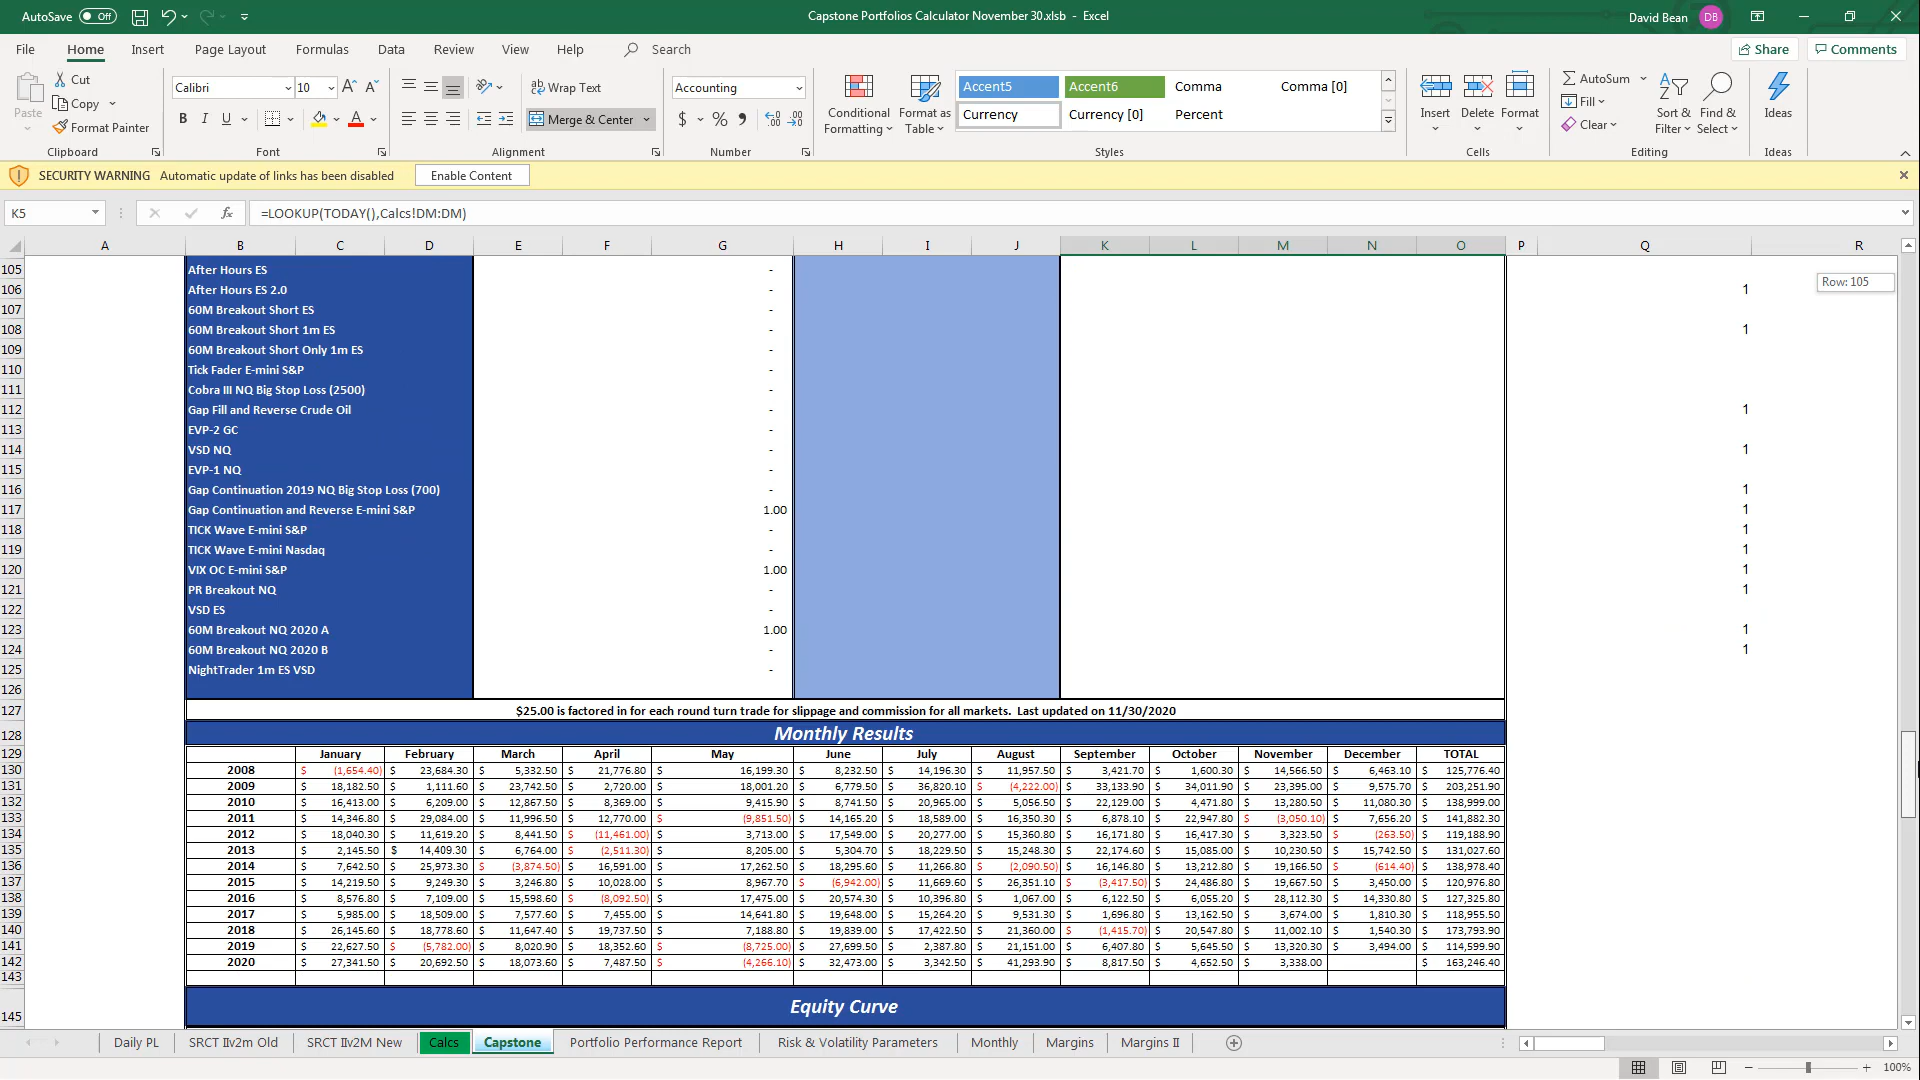 AutoSave Off Capstone Portfolios Calculator November 30.xlsb - Excel David Bean DB
File Home Insert Page Layout Formulas Data Review View Help Search Share Comments
Cut
Copy
Format Painter
Paste
Clipboard
Calibri 10
B I U
Font
Wrap Text
Merge & Center
Alignment
Accounting
$ % ,
Number
Conditional Formatting
Format as Table
Accent5 Accent6 Comma Comma [0]
Currency Currency [0] Percent
Styles
Insert Delete Format
Cells
AutoSum
Fill
Clear
Sort & Filter
Find & Select
Editing
Ideas
Ideas
SECURITY WARNING Automatic update of links has been disabled Enable Content
K5 fx =LOOKUP(TODAY(),Calcs!DM:DM)
A B C D E F G H I J K L M N O P Q R
Row: 105
105 After Hours ES -
106 After Hours ES 2.0 - 1
107 60M Breakout Short ES -
108 60M Breakout Short 1m ES - 1
109 60M Breakout Short Only 1m ES -
110 Tick Fader E-mini S&P -
111 Cobra III NQ Big Stop Loss (2500) -
112 Gap Fill and Reverse Crude Oil - 1
113 EVP-2 GC -
114 VSD NQ - 1
115 EVP-1 NQ -
116 Gap Continuation 2019 NQ Big Stop Loss (700) - 1
117 Gap Continuation and Reverse E-mini S&P 1.00 1
118 TICK Wave E-mini S&P - 1
119 TICK Wave E-mini Nasdaq - 1
120 VIX OC E-mini S&P 1.00 1
121 PR Breakout NQ - 1
122 VSD ES -
123 60M Breakout NQ 2020 A 1.00 1
124 60M Breakout NQ 2020 B - 1
125 NightTrader 1m ES VSD -
126
127 $25.00 is factored in for each round turn trade for slippage and commission for all markets. Last updated on 11/30/2020
128 Monthly Results
129 January February March April May June July August September October November December TOTAL
130 2008 $ (1,654.40) $ 23,684.30 $ 5,332.50 $ 21,776.80 $ 16,199.30 $ 8,232.50 $ 14,196.30 $ 11,957.50 $ 3,421.70 $ 1,600.30 $ 14,566.50 $ 6,463.10 $ 125,776.40
131 2009 $ 18,182.50 $ 1,111.60 $ 23,742.50 $ 2,720.00 $ 18,001.20 $ 6,779.50 $ 36,820.10 $ (4,222.00) $ 33,133.90 $ 34,011.90 $ 23,395.00 $ 9,575.70 $ 203,251.90
132 2010 $ 16,413.00 $ 6,209.00 $ 12,867.50 $ 8,369.00 $ 9,415.90 $ 8,741.50 $ 20,965.00 $ 5,056.50 $ 22,129.00 $ 4,471.80 $ 13,280.50 $ 11,080.30 $ 138,999.00
133 2011 $ 14,346.80 $ 29,084.00 $ 11,996.50 $ 12,770.00 $ (9,851.50) $ 14,165.20 $ 18,589.00 $ 16,350.30 $ 6,878.10 $ 22,947.80 $ (3,050.10) $ 7,656.20 $ 141,882.30
134 2012 $ 18,040.30 $ 11,619.20 $ 8,441.50 $ (11,461.00) $ 3,713.00 $ 17,549.00 $ 20,277.00 $ 15,360.80 $ 16,171.80 $ 16,417.30 $ 3,323.50 $ (263.50) $ 119,188.90
135 2013 $ 2,145.50 $ 14,409.30 $ 6,764.00 $ (2,511.30) $ 8,205.00 $ 5,304.70 $ 18,229.50 $ 15,248.30 $ 22,174.60 $ 15,085.00 $ 10,230.50 $ 15,742.50 $ 131,027.60
136 2014 $ 7,642.50 $ 25,973.30 $ (3,874.50) $ 16,591.00 $ 17,262.50 $ 18,295.60 $ 11,266.80 $ (2,090.50) $ 16,146.80 $ 13,212.80 $ 19,166.50 $ (614.40) $ 138,978.40
137 2015 $ 14,219.50 $ 9,249.30 $ 3,246.80 $ 10,028.00 $ 8,967.70 $ (6,942.00) $ 11,669.60 $ 26,351.10 $ (3,417.50) $ 24,486.80 $ 19,667.50 $ 3,450.00 $ 120,976.80
138 2016 $ 8,576.80 $ 7,109.00 $ 15,598.60 $ (8,092.50) $ 17,475.00 $ 20,574.30 $ 10,396.80 $ 1,067.00 $ 6,122.50 $ 6,055.20 $ 28,112.30 $ 14,330.80 $ 127,325.80
139 2017 $ 5,985.00 $ 18,509.00 $ 7,577.60 $ 7,455.00 $ 14,641.80 $ 19,648.00 $ 15,264.20 $ 9,531.30 $ 1,696.80 $ 13,162.50 $ 3,674.00 $ 1,810.30 $ 118,955.50
140 2018 $ 26,145.60 $ 18,778.60 $ 11,647.40 $ 19,737.50 $ 7,188.80 $ 19,839.00 $ 17,422.50 $ 21,360.00 $ (1,415.70) $ 20,547.80 $ 11,002.10 $ 1,540.30 $ 173,793.90
141 2019 $ 22,627.50 $ (5,782.00) $ 8,020.90 $ 18,352.60 $ (8,725.00) $ 27,699.50 $ 2,387.80 $ 21,151.00 $ 6,407.80 $ 5,645.50 $ 13,320.30 $ 3,494.00 $ 114,599.90
142 2020 $ 27,341.50 $ 20,692.50 $ 18,073.60 $ 7,487.50 $ (4,266.10) $ 32,473.00 $ 3,342.50 $ 41,293.90 $ 8,817.50 $ 4,652.50 $ 3,338.00 $ 163,246.40
143
145 Equity Curve
Daily PL SRCT IIv2m Old SRCT IIv2M New Calcs Capstone Portfolio Performance Report Risk & Volatility Parameters Monthly Margins Margins II
100%